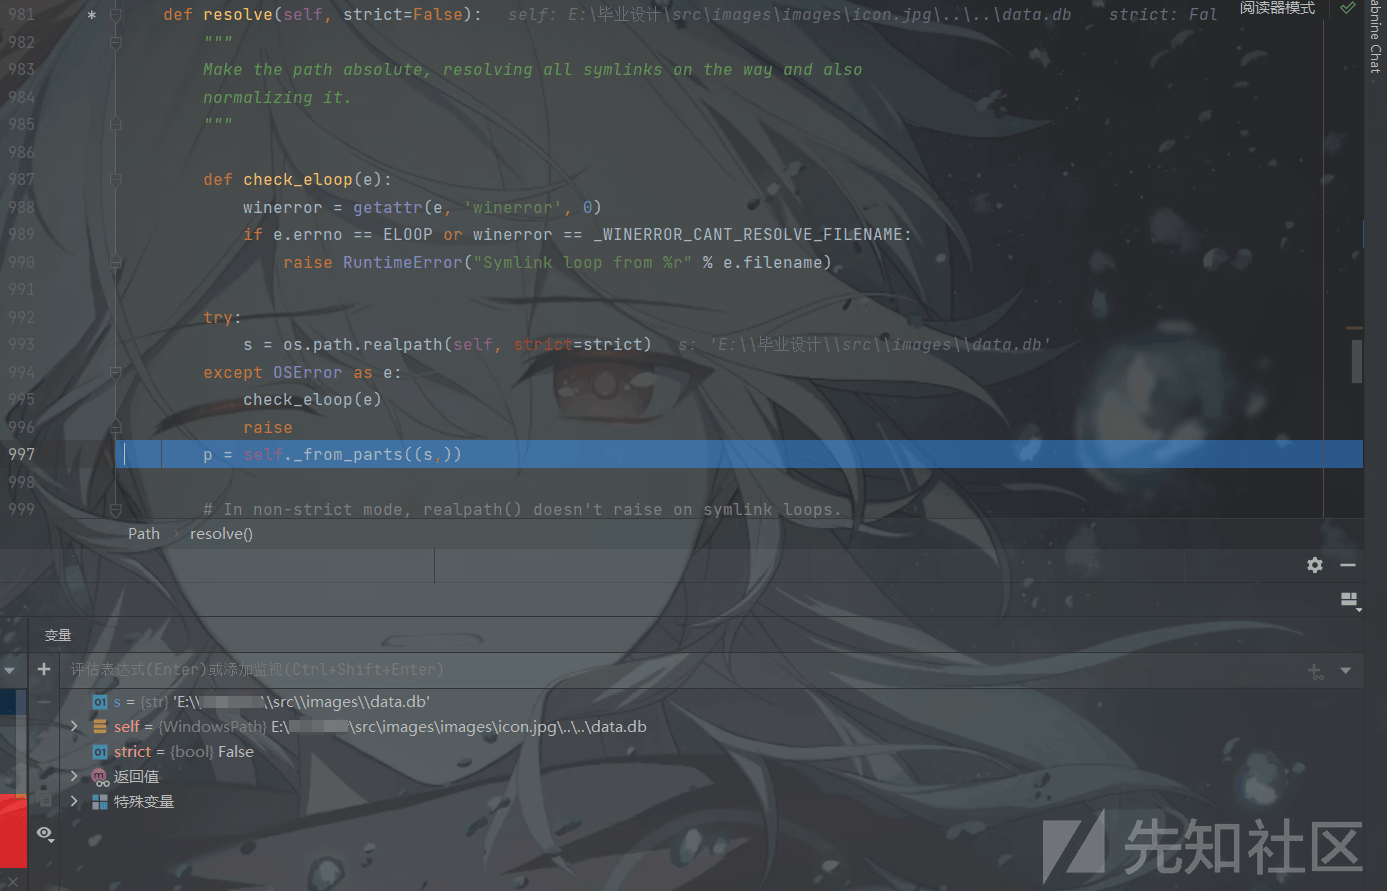 981 * def resolve(self, strict=False): self: E:\毕业设计\src\images\images\icon.jpg\..\..\data.db strict: Fal
阅读器模式
abnine Chat
982 """
983 Make the path absolute, resolving all symlinks on the way and also
984 normalizing it.
985 """
986
987 def check_eloop(e):
988 winerror = getattr(e, 'winerror', 0)
989 if e.errno == ELOOP or winerror == _WINERROR_CANT_RESOLVE_FILENAME:
990 raise RuntimeError("Symlink loop from %r" % e.filename)
991
992 try:
993 s = os.path.realpath(self, strict=strict) s: 'E:\\毕业设计\\src\\images\\data.db'
994 except OSError as e:
995 check_eloop(e)
996 raise
997 p = self._from_parts((s,))
998
999 # In non-strict mode, realpath() doesn't raise on symlink loops.
Path › resolve()
变量
评估表达式(Enter)或添加监视(Ctrl+Shift+Enter)
01 s = {str} 'E:\\ \\src\\images\\data.db'
self = {WindowsPath} E:\ \src\images\images\icon.jpg\..\..\data.db
01 strict = {bool} False
返回值
特殊变量
先知社区